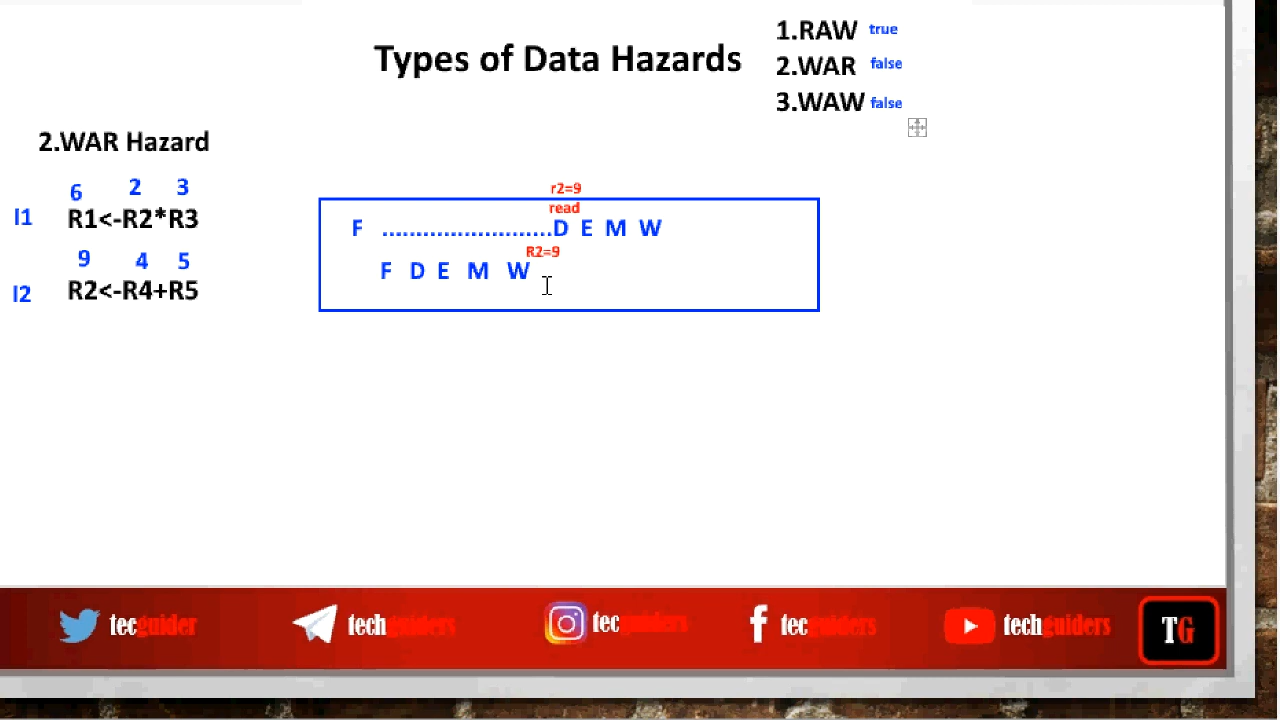 Types of Data Hazards
1.RAW true
2.WAR false
3.WAW false
2.WAR Hazard
6 2 3
I1 R1<-R2*R3
9 4 5
I2 R2<-R4+R5
r2=9
read
F .........................D E M W
R2=9
F D E M W
tecguider
techguiders
tecguiders
tecguiders
techguiders
TG